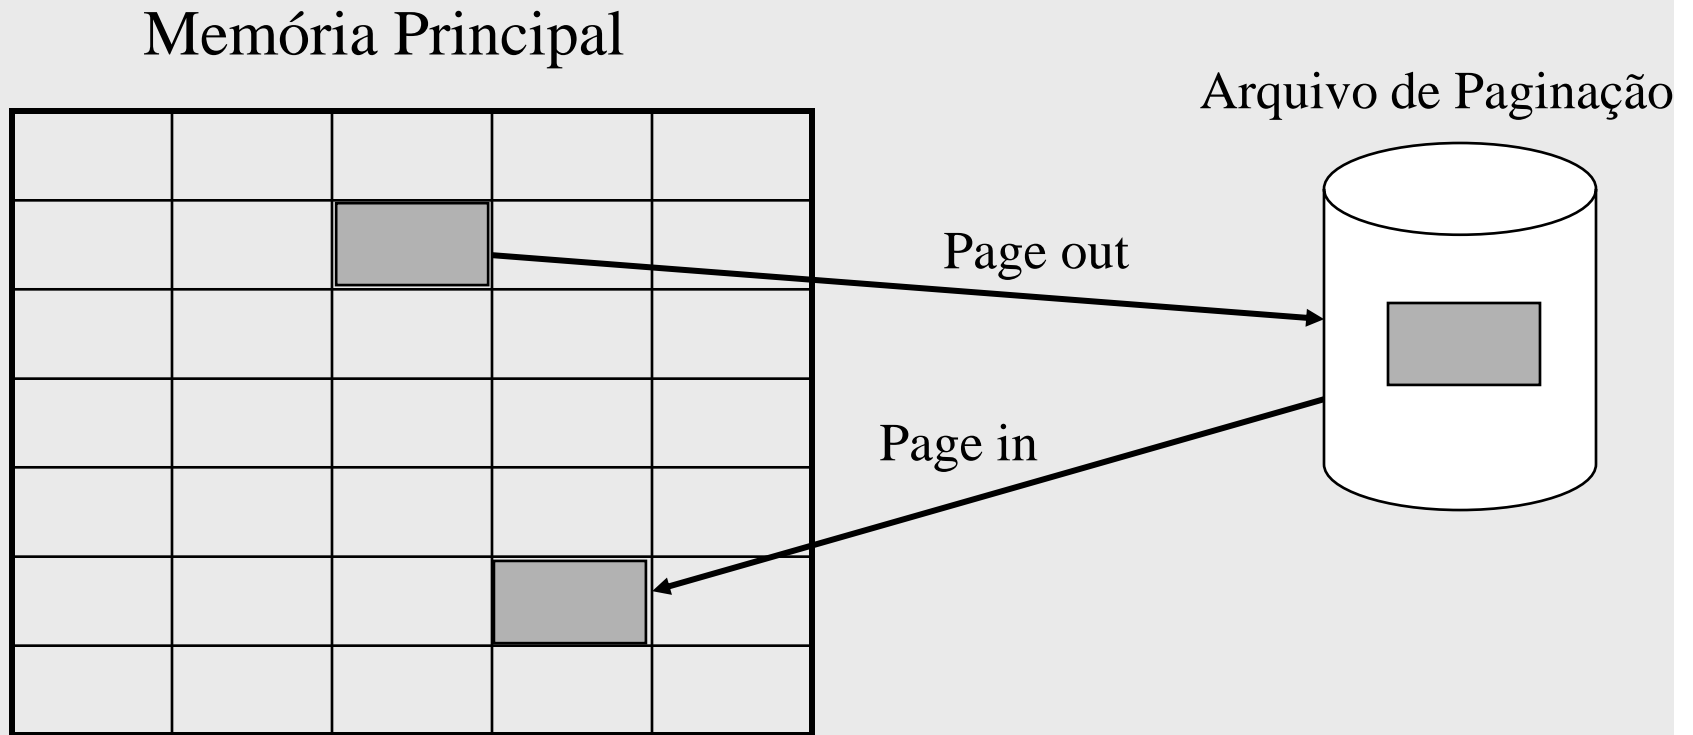 Memória Principal
Arquivo de Paginação
Page out
Page in